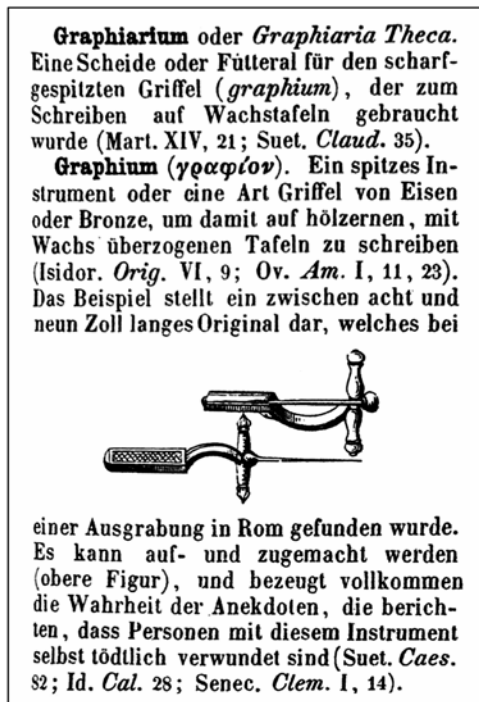 Graphiarium oder Graphiaria Theca.
Eine Scheide oder Futteral für den scharf-
gespitzten Griffel (graphium), der zum
Schreiben auf Wachstafeln gebraucht
wurde (Mart. XIV, 21; Suet. Claud. 35).
Graphium (γραφίον). Ein spitzes In-
strument oder eine Art Griffel von Eisen
oder Bronze, um damit auf hölzernen, mit
Wachs überzogenen Tafeln zu schreiben
(Isidor. Orig. VI, 9; Ov. Am. I, 11, 23).
Das Beispiel stellt ein zwischen acht und
neun Zoll langes Original dar, welches bei
einer Ausgrabung in Rom gefunden wurde.
Es kann auf- und zugemacht werden
(obere Figur), und bezeugt vollkommen
die Wahrheit der Anekdoten, die berich-
ten, dass Personen mit diesem Instrument
selbst tödtlich verwundet sind (Suet. Caes.
82; Id. Cal. 28; Senec. Clem. I, 14).